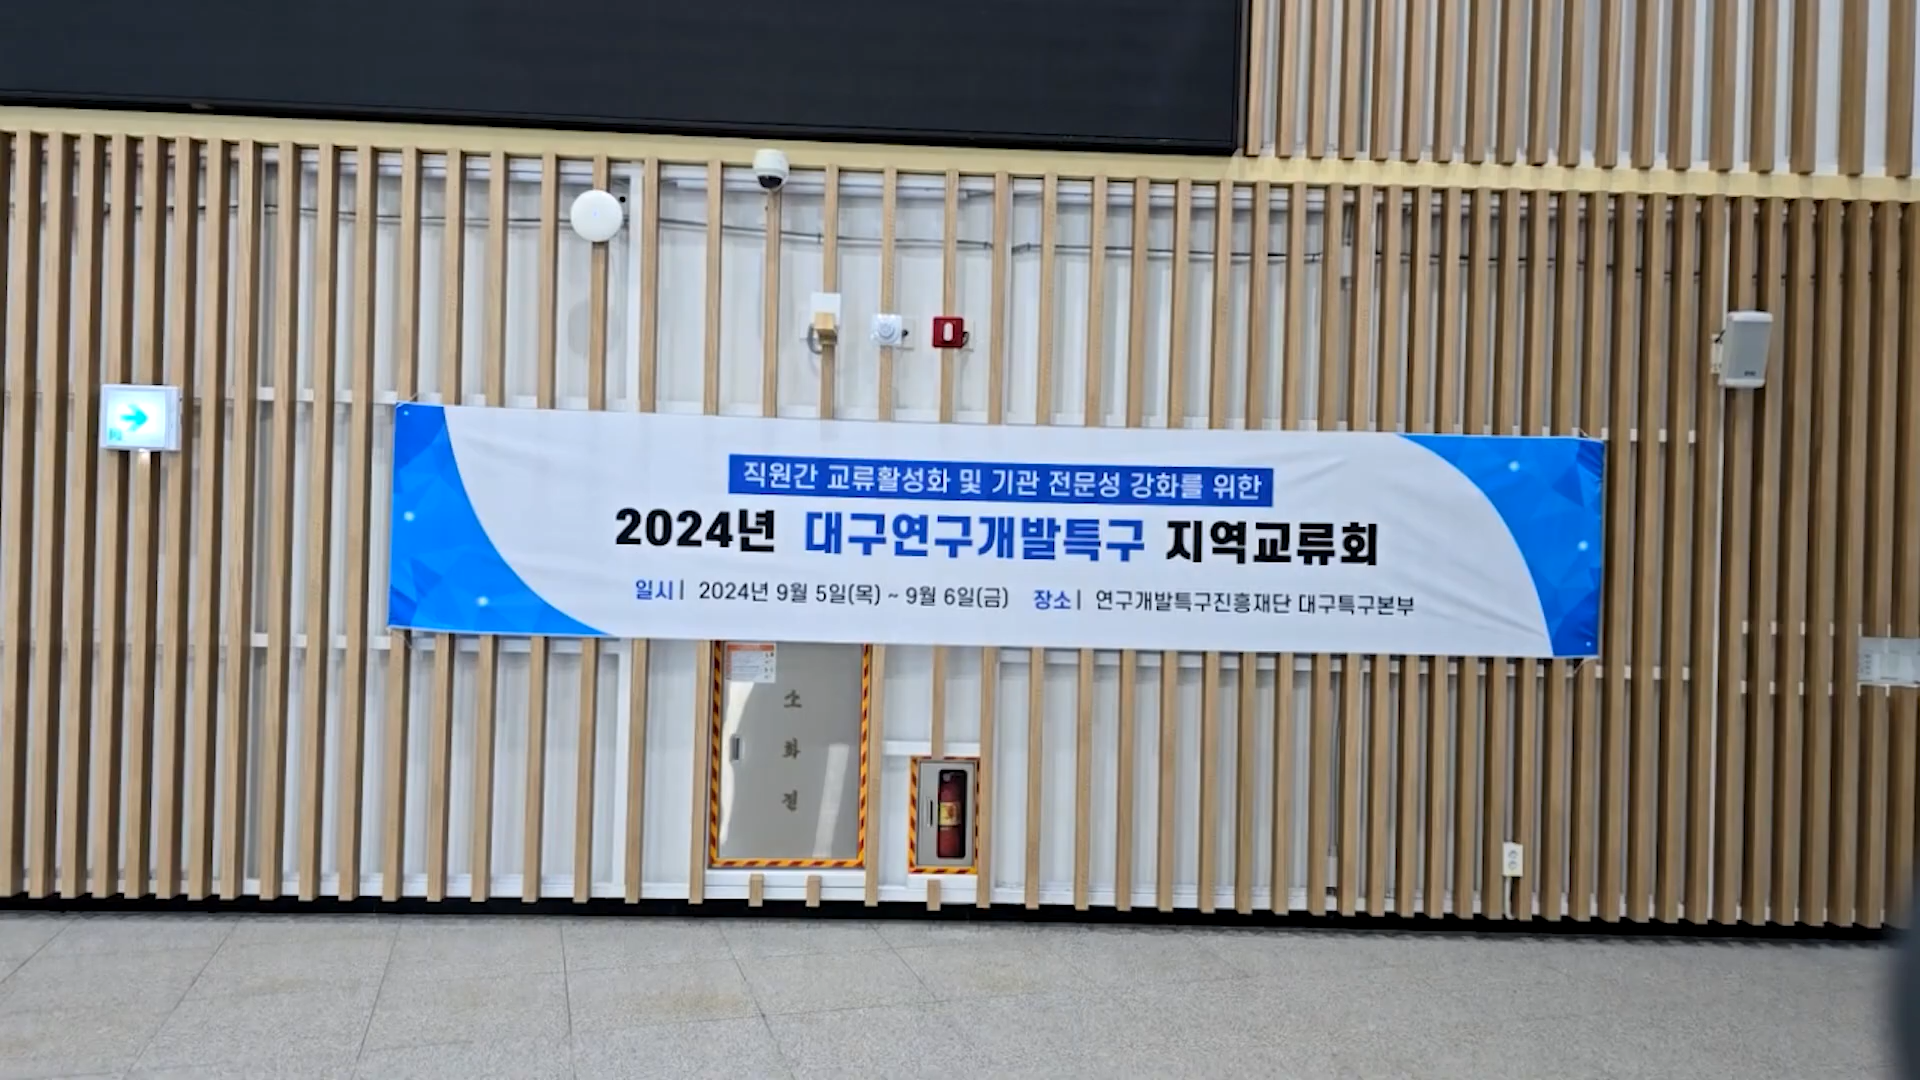 직원간 교류활성화 및 기관 전문성 강화를 위한
2024년 대구연구개발특구 지역교류회
일시| 2024년 9월 5일(목) ~ 9월 6일(금) 장소| 연구개발특구진흥재단 대구특구본부
소
화
전